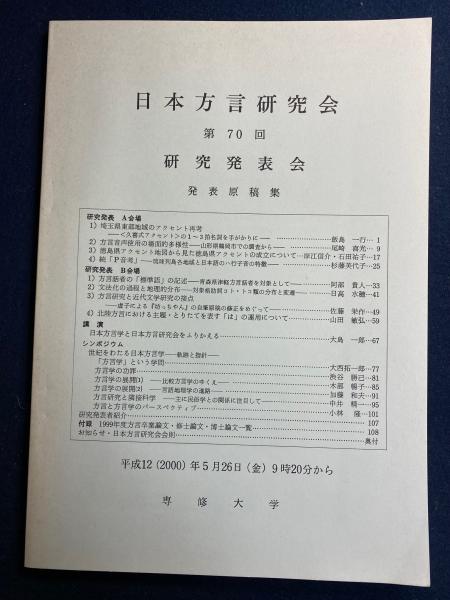 日本方言研究会
第70回
研究発表会
発表原稿集
研究発表 A会場
1）埼玉県東部地域のアクセント再考
――＜久喜式アクセント＞の1～3拍名詞を手がかりに―― 飯島 一行… 1
2）方言音声使用の場面的多様性――山形県鶴岡市での調査から―― 尾崎 喜光… 9
3）徳島県アクセント地図から見た徳島県アクセントの成立について…岸江信介・石田祐子…17
4）続「P音考」――琉球列島各地域と日本語のハ行子音の特徴―― 杉藤美代子…25
研究発表 B会場
1）方言話者の「標準語」の記述――青森県津軽方言話者を対象として―― 阿部 貴人…33
2）文法化の過程と地理的分布――対象格助詞コト・トコ類の分布と変遷―― 日高 水穂…41
3）方言研究と近代文学研究の接点
――虚子による『坊っちゃん』の自筆原稿の修正をめぐって―― 佐藤 栄作…49
4）北陸方言における主題・とりたてを表す「は」の運用について 山田 敏弘…59
講演
日本方言学と日本方言研究会をふりかえる 大島 一郎…67
シンポジウム
世紀をわたる日本方言学――軌跡と指針――
「方言学」という学問 大西拓一郎…77
方言学の功罪 渋谷 勝己…81
方言学の展開(1) ――比較方言学のゆくえ―― 木部 暢子…85
方言学の展開(2) ――言語地理学の進路―― 加藤 和夫…91
方言研究と隣接科学 ――主に民俗学との関係に注目して―― 中井 精一…95
方言と方言学のパースペクティブ 小林 隆…101
研究発表者紹介 107
付録 1999年度方言卒業論文・修士論文・博士論文一覧 108
お知らせ・日本方言研究会会則 奥付
平成12 (2000) 年5月26日(金) 9時20分から
専修大学